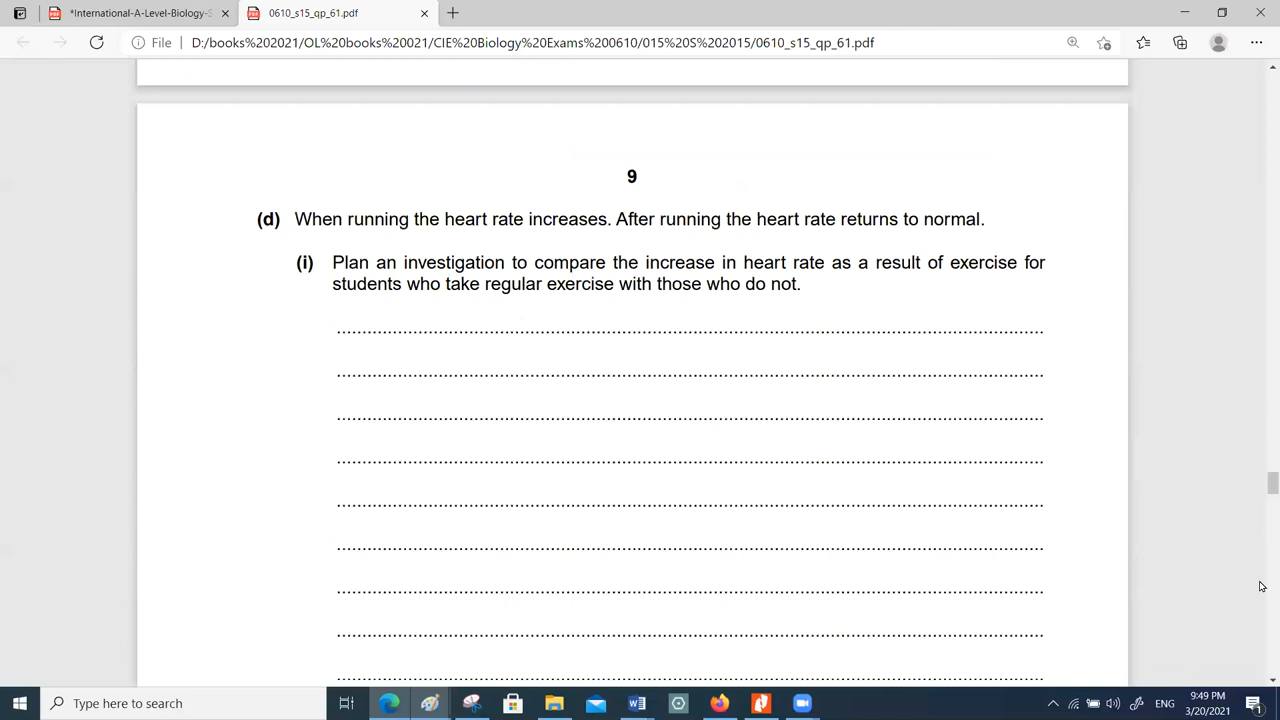 *International-A-Level-Biology-S
0610_s15_qp_61.pdf
File
D:/books%202021/OL%20books%20021/CIE%20Biology%20Exams%200610/015%20S%202015/0610_s15_qp_61.pdf
9
(d) When running the heart rate increases. After running the heart rate returns to normal.
(i) Plan an investigation to compare the increase in heart rate as a result of exercise for
students who take regular exercise with those who do not.
Type here to search
ENG
9:49 PM
3/20/2021